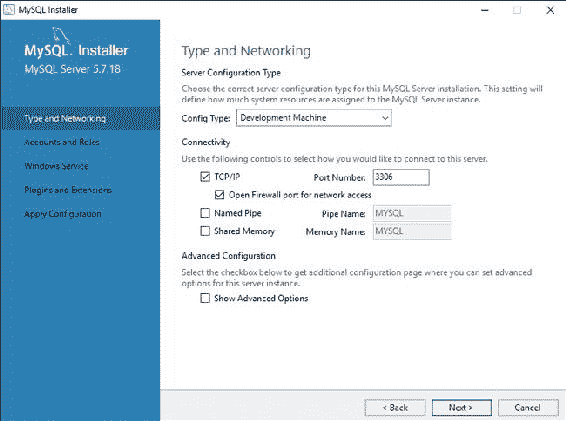 MySQL Installer
MySQL. Installer
MySQL Server 5.7.18
Type and Networking
Accounts and Roles
Windows Service
Plugins and Extensions
Apply Configuration
Type and Networking
Server Configuration Type
Choose the correct server configuration type for this MySQL Server installation. This setting will
define how much system resources are assigned to the MySQL Server instance.
Config Type: Development Machine
Connectivity
Use the following controls to select how you would like to connect to this server.
TCP/IP Port Number: 3306
Open Firewall port for network access
Named Pipe Pipe Name: MYSQL
Shared Memory Memory Name: MYSQL
Advanced Configuration
Select the checkbox below to get additional configuration page where you can set advanced
options for this server instance.
Show Advanced Options
< Back Next > Cancel